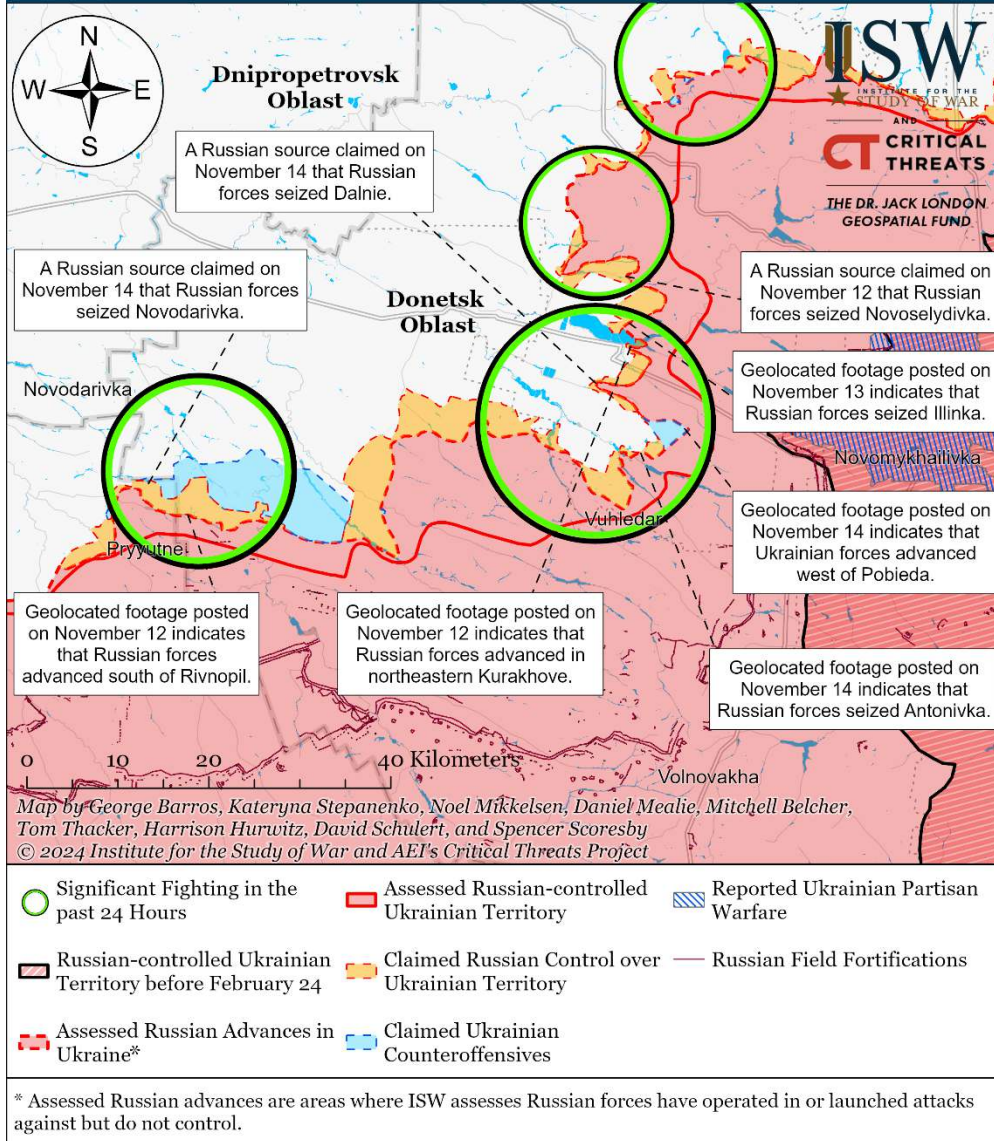 N
W
E
S
Dnipropetrovsk
Oblast
ISW
INSTITUTE FOR THE
STUDY OF WAR
AND
CT CRITICAL
THREATS
THE DR. JACK LONDON
GEOSPATIAL FUND
A Russian source claimed on
November 14 that Russian
forces seized Dalnie.
A Russian source claimed on
November 14 that Russian forces
seized Novodarivka.
Donetsk
Oblast
A Russian source claimed on
November 12 that Russian
forces seized Novoselydivka.
Geolocated footage posted on
November 13 indicates that
Russian forces seized Illinka.
Novodarivka
Novomykhailivka
Geolocated footage posted on
November 14 indicates that
Ukrainian forces advanced
west of Pobieda.
Vuhledar
Pryyutne
Geolocated footage posted
on November 12 indicates
that Russian forces
advanced south of Rivnopil.
Geolocated footage posted on
November 12 indicates that
Russian forces advanced in
northeastern Kurakhove.
Geolocated footage posted on
November 14 indicates that
Russian forces seized Antonivka.
0 10 20 40 Kilometers
Volnovakha
Map by George Barros, Kateryna Stepanenko, Noel Mikkelsen, Daniel Mealie, Mitchell Belcher,
Tom Thacker, Harrison Hurwitz, David Schulert, and Spencer Scoresby
© 2024 Institute for the Study of War and AEI's Critical Threats Project
Significant Fighting in the
past 24 Hours
Assessed Russian-controlled
Ukrainian Territory
Reported Ukrainian Partisan
Warfare
Russian-controlled Ukrainian
Territory before February 24
Claimed Russian Control over
Ukrainian Territory
Russian Field Fortifications
Assessed Russian Advances in
Ukraine*
Claimed Ukrainian
Counteroffensives
* Assessed Russian advances are areas where ISW assesses Russian forces have operated in or launched attacks
against but do not control.